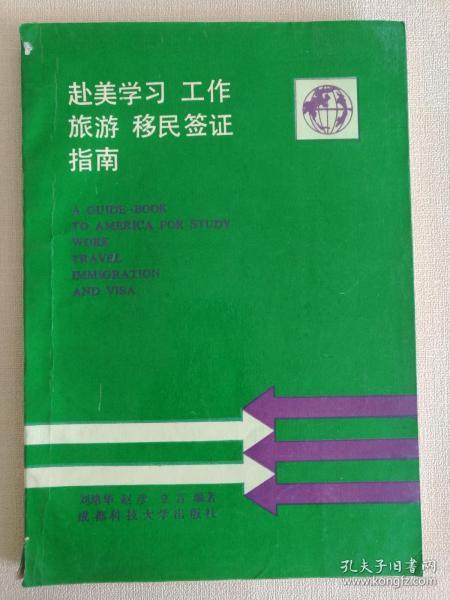 赴美学习 工作
旅游 移民签证
指南
A GUIDE-BOOK
TO AMERICA FOR STUDY
WORK
TRAVEL
IMMIGRATION
AND VISA
刘培华 赵彦 立言 编著
成都科技大学出版社
孔夫子旧书网
www.kongfz.com